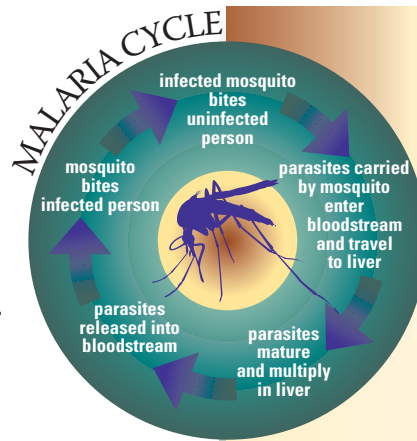 MALARIA CYCLE
infected mosquito
bites
uninfected
person
parasites carried
by mosquito
enter
bloodstream
and travel
to liver
parasites
mature
and multiply
in liver
parasites
released into
bloodstream
mosquito
bites
infected person